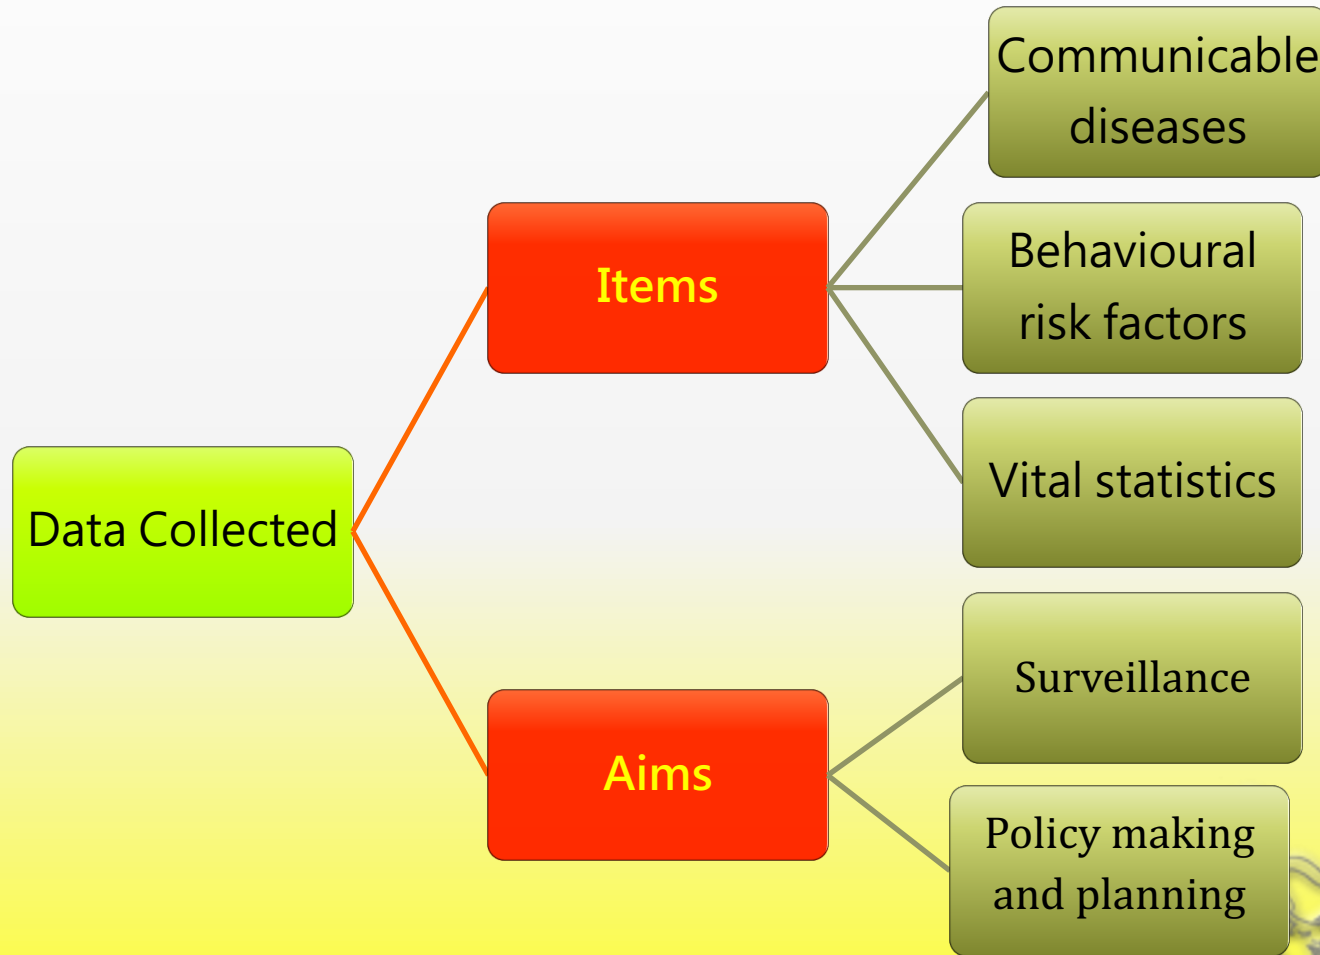 Communicable
diseases
Items
Behavioural
risk factors
Vital statistics
Data Collected
Surveillance
Aims
Policy making
and planning